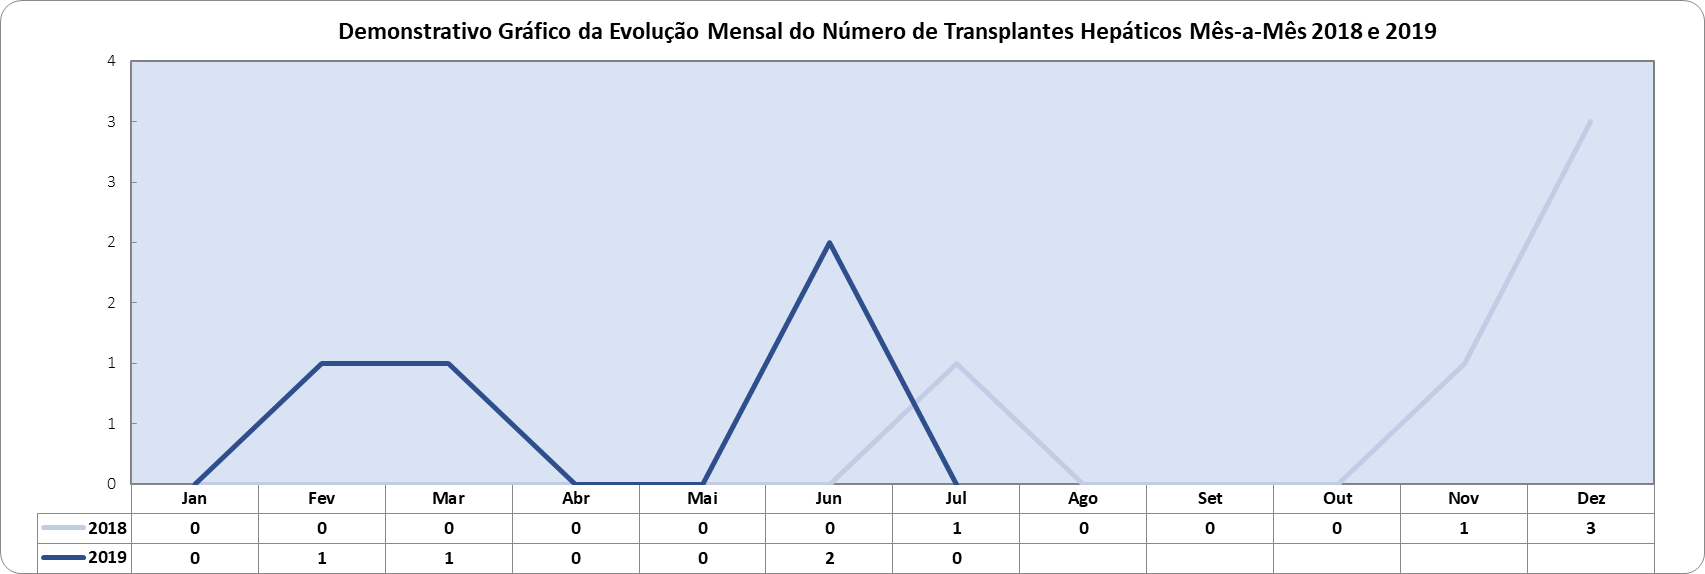 Demonstrativo Gráfico da Evolução Mensal do Número de Transplantes Hepáticos Mês-a-Mês 2018 e 2019
4
3
3
2
2
1
1
0
Jan Fev Mar Abr Mai Jun Jul Ago Set Out Nov Dez
2018 0 0 0 0 0 0 1 0 0 0 1 3
2019 0 1 1 0 0 2 0